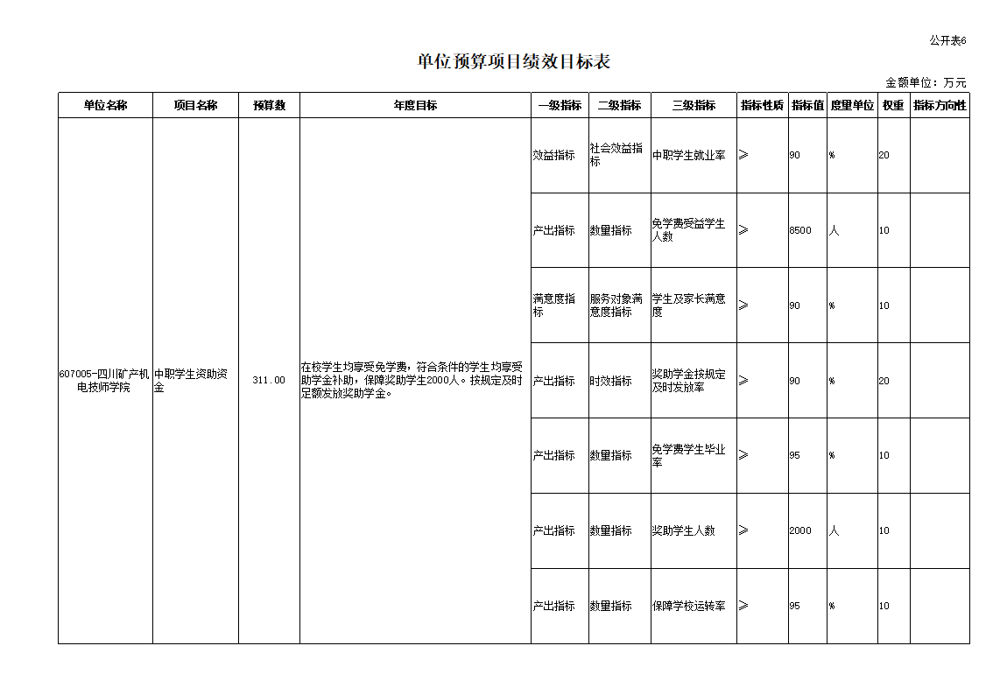 公开表6
单位预算项目绩效目标表
金额单位：万元
单位名称 项目名称 预算数 年度目标 一级指标 二级指标 三级指标 指标性质 指标值 度量单位 权重 指标方向性
607005-四川矿产机
电技师学院
中职学生资助资
金
311.00
在校学生均享受免学费，符合条件的学生均享受
助学金补助，保障奖助学生2000人。按规定及时
足额发放奖助学金。
效益指标
社会效益指
标
中职学生就业率
≥ 90 % 20
产出指标
数量指标
免学费受益学生
人数
≥ 8500 人 10
满意度指
标
服务对象满
意度指标
学生及家长满意
度
≥ 90 % 10
产出指标
时效指标
奖助学金按规定
及时发放率
≥ 90 % 20
产出指标
数量指标
免学费学生毕业
率
≥ 95 % 10
产出指标
数量指标
奖助学生人数
≥ 2000 人 10
产出指标
数量指标
保障学校运转率
≥ 95 % 10